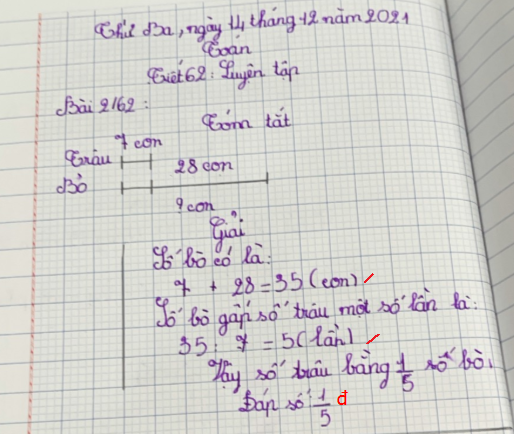 Thứ Ba, ngày 14 tháng 12 năm 2021
Toán
Tiết 62: Luyện tập
Bài 2/62:
Tóm tắt
7 con
Trâu
28 con
Bò
? con
Giải
Số bò có là:
7 + 28 = 35 (con)
Số bò gấp số trâu một số lần là:
35 : 7 = 5 (lần)
Vậy số trâu bằng 1/5 số bò.
Đáp số: 1/5 đ